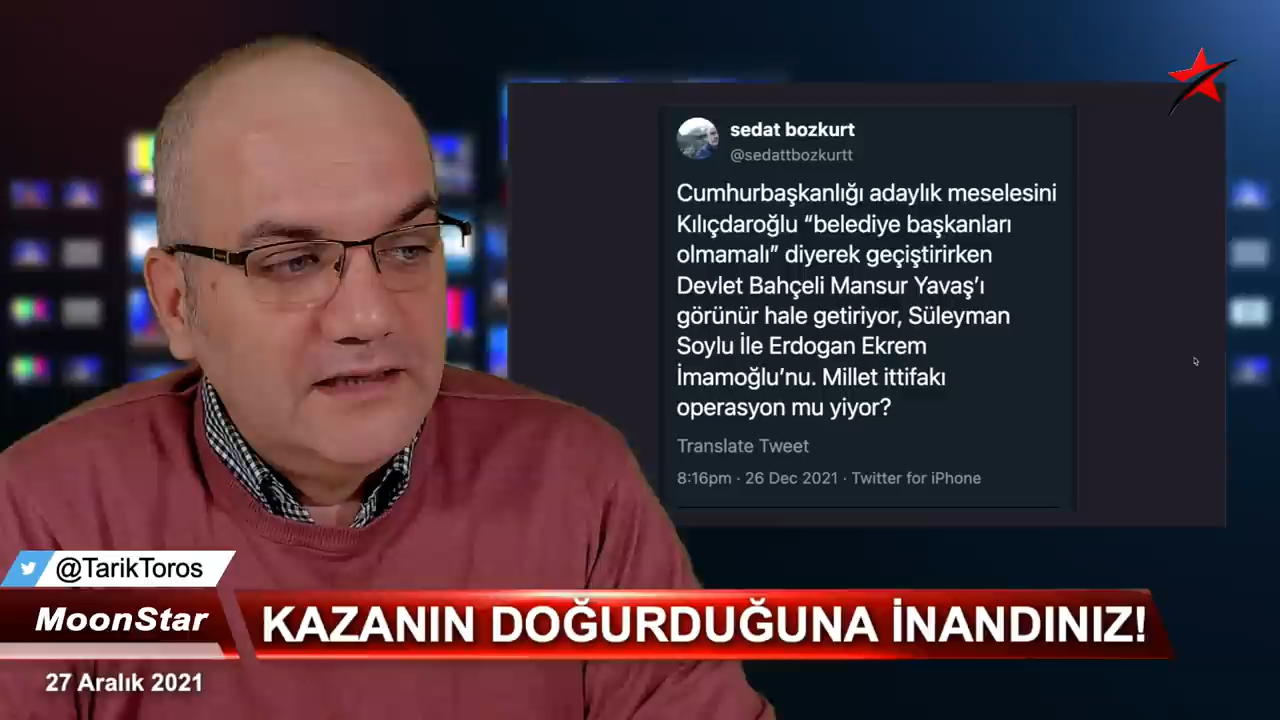 sedat bozkurt
@sedattbozkurtt
Cumhurbaşkanlığı adaylık meselesini
Kılıçdaroğlu “belediye başkanları
olmamalı” diyerek geçiştirirken
Devlet Bahçeli Mansur Yavaş’ı
görünür hale getiriyor, Süleyman
Soylu İle Erdogan Ekrem
İmamoğlu’nu. Millet ittifakı
operasyon mu yiyor?
Translate Tweet
8:16pm · 26 Dec 2021 · Twitter for iPhone
@TarikToros
MoonStar
KAZANIN DOĞURDUĞUNA İNANDINIZ!
27 Aralık 2021